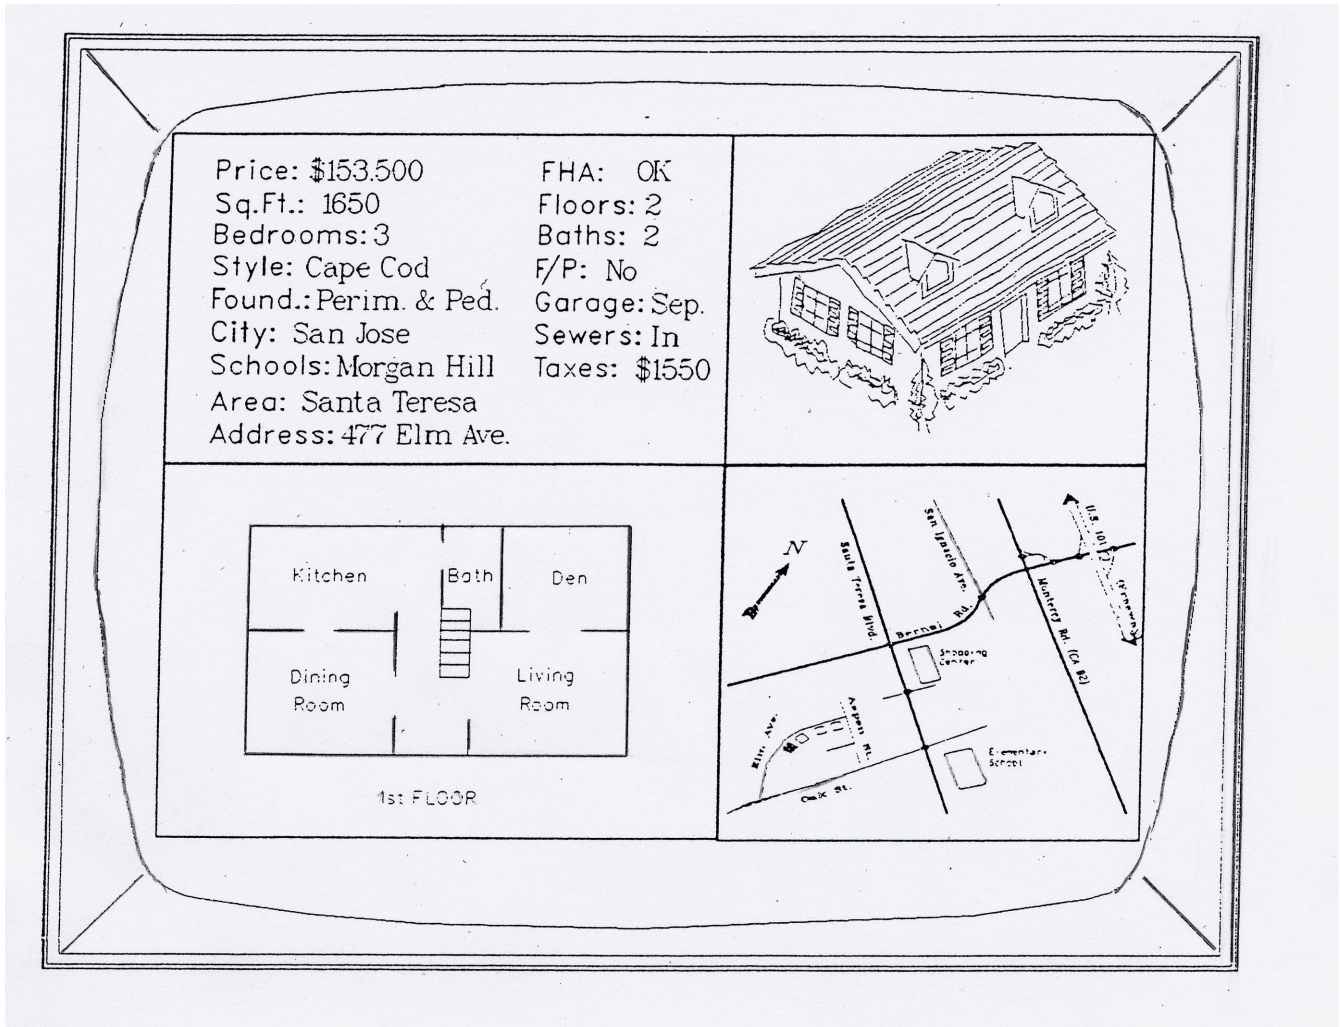 Price: $153.500
Sq.Ft.: 1650
Bedrooms: 3
Style: Cape Cod
Found.: Perim. & Ped.
City: San Jose
Schools: Morgan Hill
Area: Santa Teresa
Address: 477 Elm Ave.
FHA: OK
Floors: 2
Baths: 2
F/P: No
Garage: Sep.
Sewers: In
Taxes: $1550
Kitchen
Bath
Den
Dining
Room
Living
Room
1st FLOOR
N
Santa Teresa Blvd.
San Ignacio Ave.
U.S. 101
(Freeway)
Monterey Rd. (CA 82)
Bernal Rd.
Shopping
Center
Elm Ave.
Aspen St.
Elementary
School
Oak St.